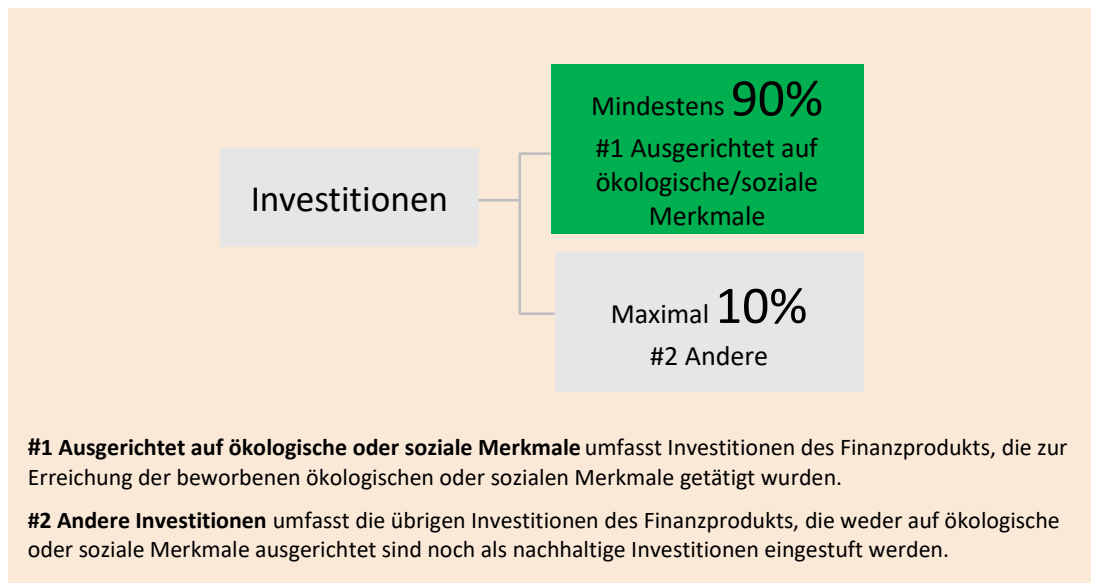 Investitionen
Mindestens 90%
#1 Ausgerichtet auf
ökologische/soziale
Merkmale
Maximal 10%
#2 Andere
#1 Ausgerichtet auf ökologische oder soziale Merkmale umfasst Investitionen des Finanzprodukts, die zur
Erreichung der beworbenen ökologischen oder sozialen Merkmale getätigt wurden.
#2 Andere Investitionen umfasst die übrigen Investitionen des Finanzprodukts, die weder auf ökologische
oder soziale Merkmale ausgerichtet sind noch als nachhaltige Investitionen eingestuft werden.